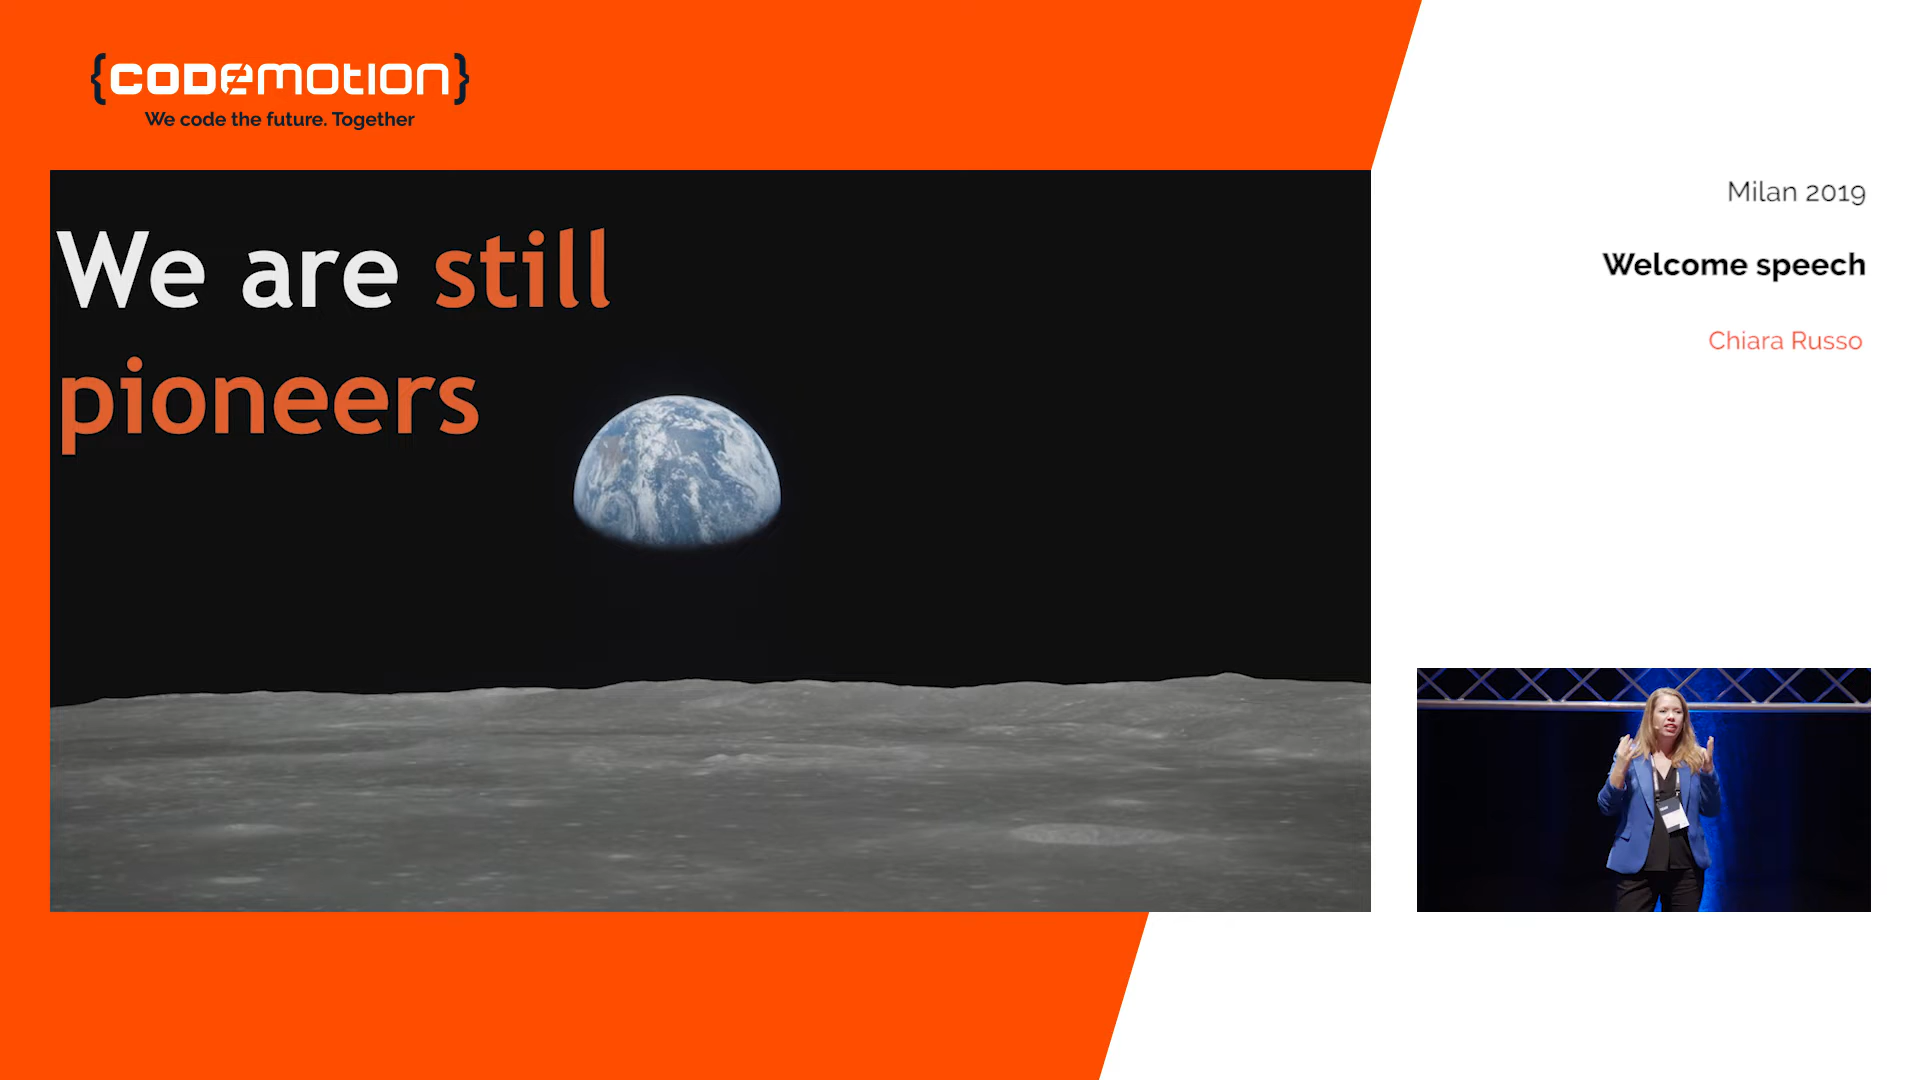 {CODEMOTION}
We code the future. Together
We are still
pioneers
Milan 2019
Welcome speech
Chiara Russo